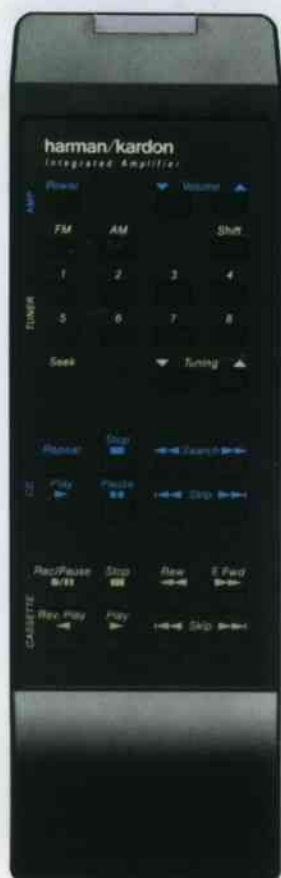 harman/kardon
Integrated Amplifier
AMP
Power ▼ Volume ▲
TUNER
FM AM Shift
1 2 3 4
5 6 7 8
Seek ▼ Tuning ▲
CD
Repeat Stop ◄◄ Search ►►
Play Pause Skip
CASSETTE
Rec/Pause Stop Rew F.Fwd
Rev. Play Play Skip